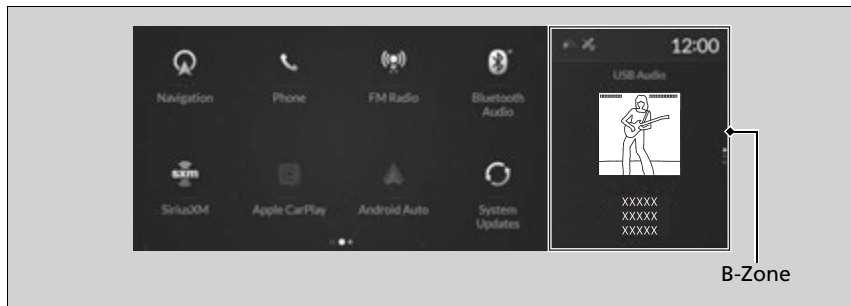 12:00
USB Audio
Navigation
Phone
FM Radio
Bluetooth
Audio
sxm
SiriusXM
Apple CarPlay
Android Auto
System
Updates
XXXXX
XXXXX
XXXXX
B-Zone